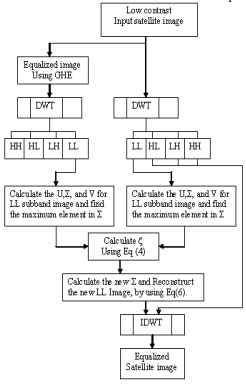 Low contrast
Input satellite image
Equalized image
Using GHE
DWT
DWT
HH HL LH LL
LL HL LH HH
Calculate the U,Σ, and V for
LL subband image and find
the maximum element in Σ
Calculate the U,Σ, and V for
LL subband image and find
the maximum element in Σ
Calculate ζ
Using Eq (4)
Calculate the new Σ and Reconstruct
the new LL Image, by using Eq(6).
IDWT
Equalized
Satellite image